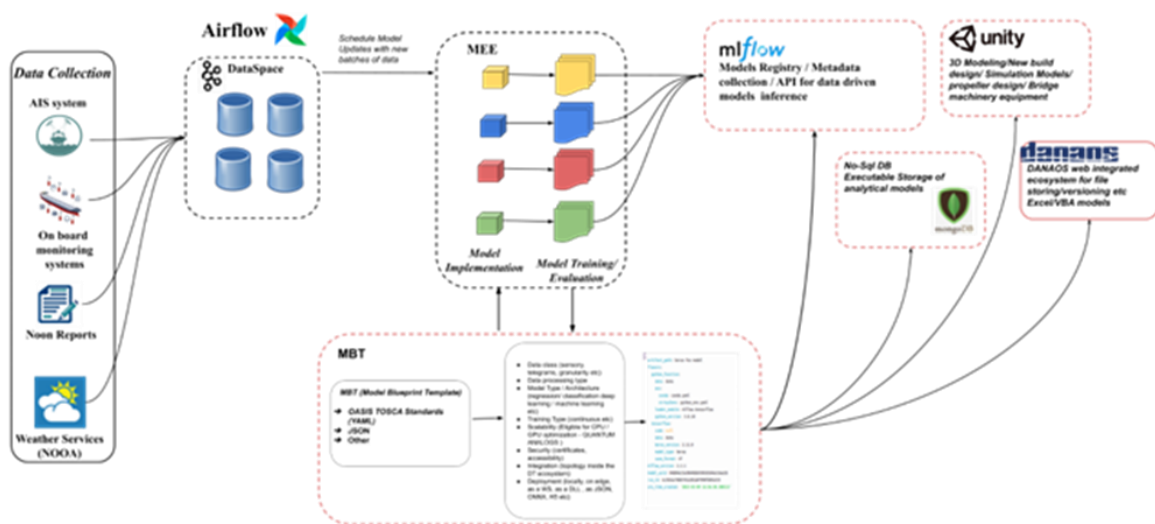 Data Collection
AIS system
On board
monitoring
systems
Noon Reports
Weather Services
(NOOA)
Airflow
DataSpace
Schedule Model
Updates with new
batches of data
MEE
Model
Implementation
Model Training/
Evaluation
mlflow
Models Registry / Metadata
collection / API for data driven
models inference
unity
3D Modeling/New build
design/ Simulation Models/
propeller design/ Bridge
machinery equipment
No-Sql DB
Executable Storage of
analytical models
mongoDB
danaos
DANAOS web integrated
ecosystem for file
storing/versioning etc
Excel/VBA models
MBT
MBT (Model Blueprint Template)
➔ OASIS TOSCA Standards
(YAML)
➔ JSON
➔ Other
● Data class (sensory,
telegrams, granularity etc)
● Data processing type
● Model Type / Architecture
(regression/ classification deep
learning / machine learning
etc)
● Training Type (continuous etc)
● Scalability (Eligible for CPU /
GPU optimization - QUANTUM
● Security (certificates,
accessibility)
● Integration (topology inside the
DT ecosystem)
● Deployment (locally, on edge,
as a WS, as a DLL, as JSON,